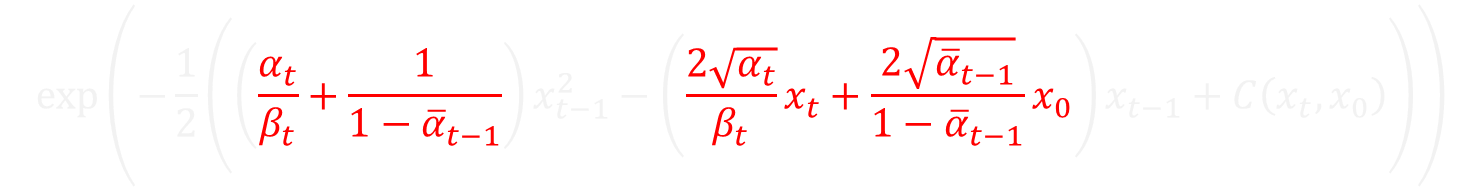 exp(-1/2((α_t/β_t + 1/(1 - ᾱ_{t-1}))x_{t-1}^2 - (2√α_t/β_t x_t + 2√ᾱ_{t-1}/(1 - ᾱ_{t-1}) x_0)x_{t-1} + C(x_t, x_0)))